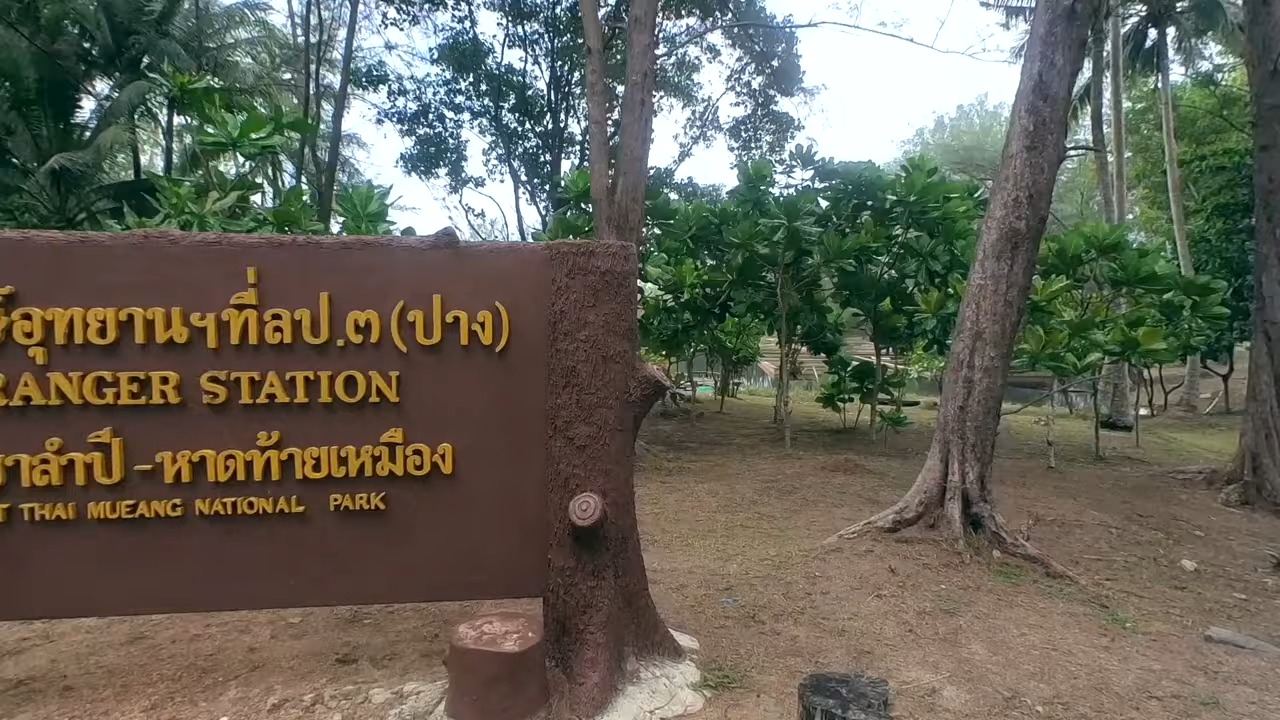 อุทยานฯที่ลป.๓ (ปาง)
RANGER STATION
ลำปี -หาดท้ายเหมือง
THAI MUEANG NATIONAL PARK